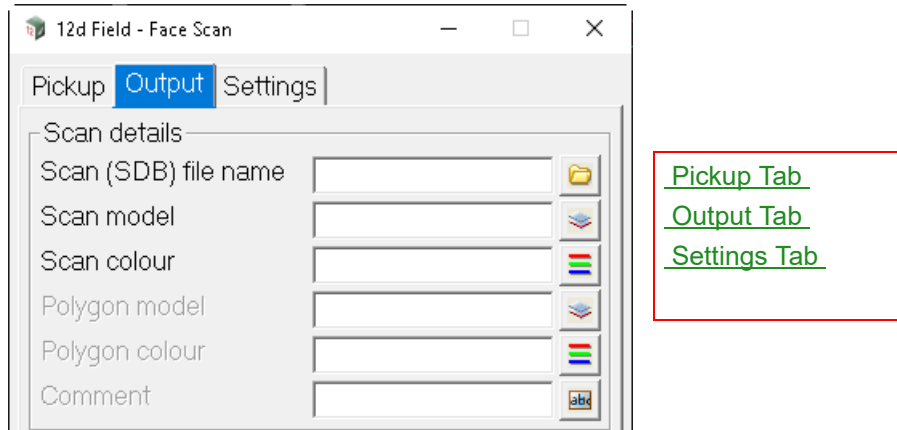 12d Field - Face Scan
Pickup Output Settings
Scan details
Scan (SDB) file name
Scan model
Scan colour
Polygon model
Polygon colour
Comment
abc
Pickup Tab
Output Tab
Settings Tab